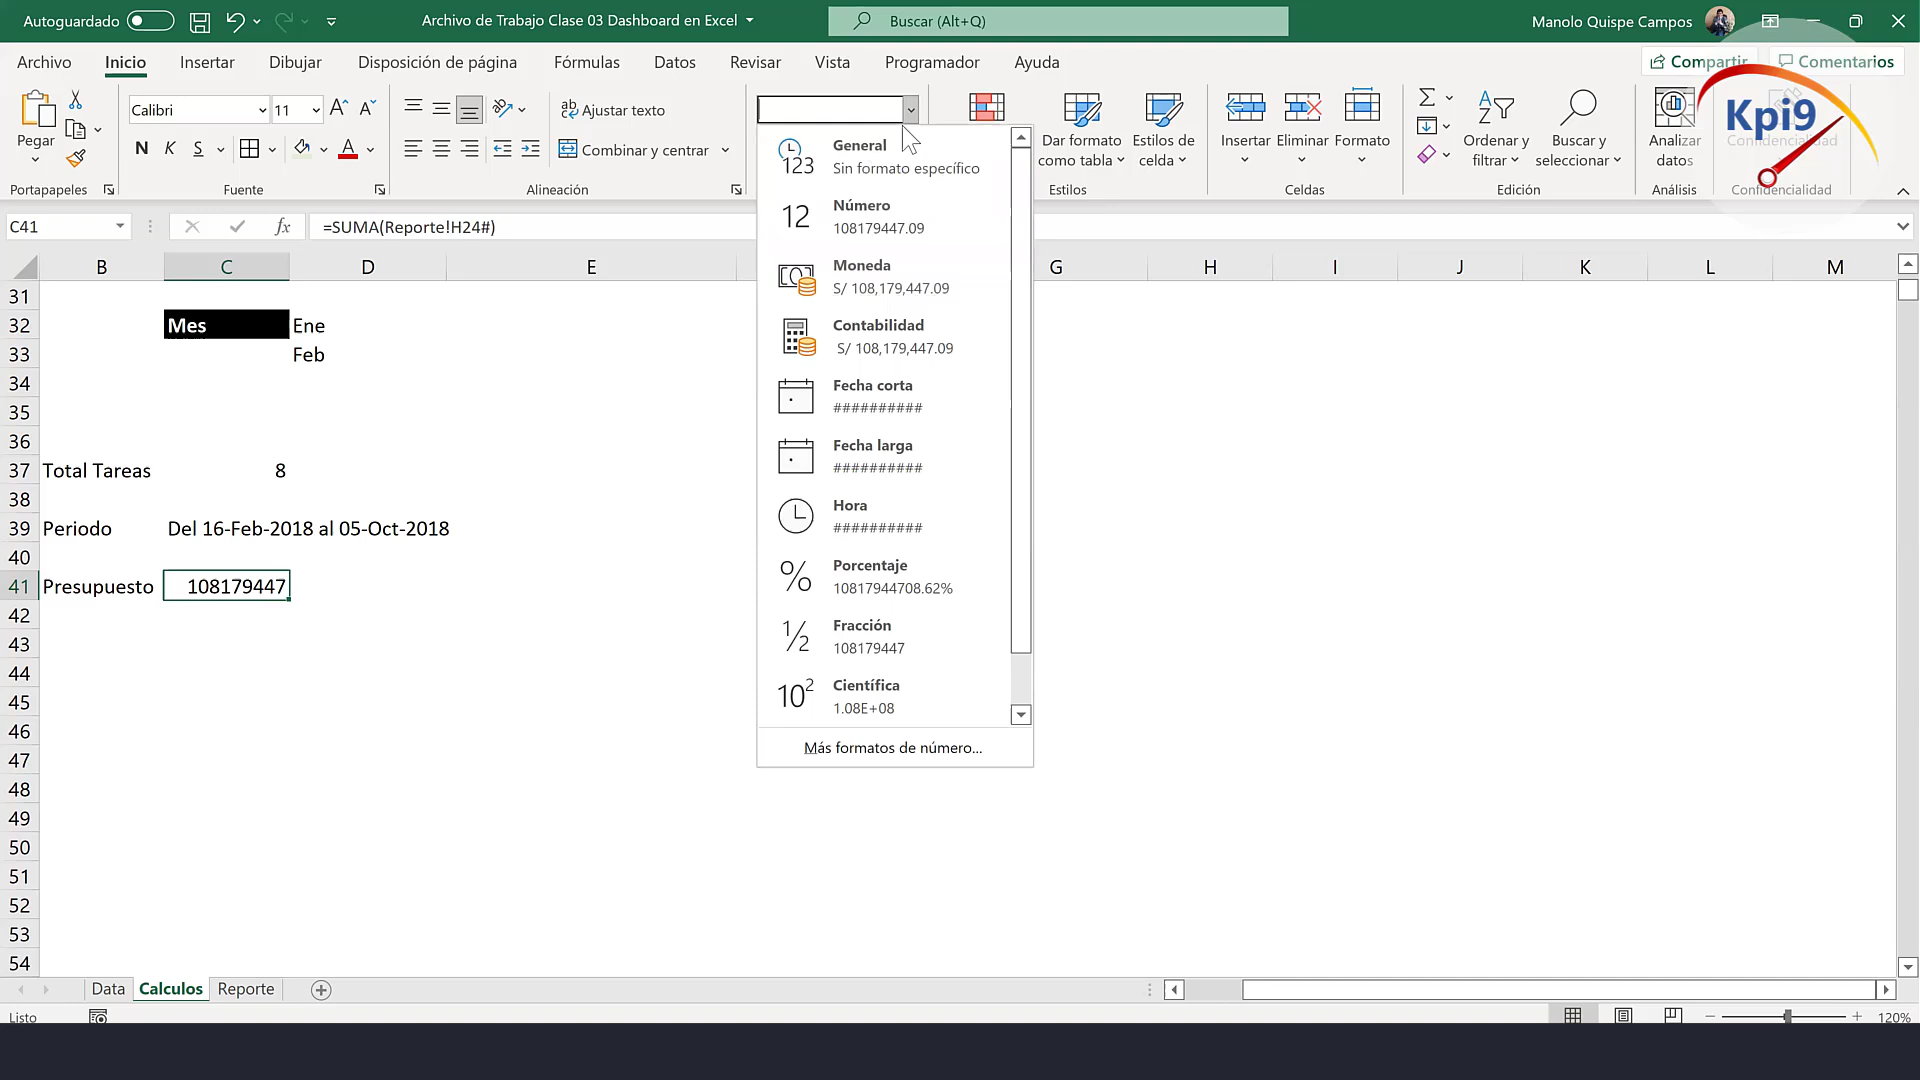 Autoguardado
Archivo de Trabajo Clase 03 Dashboard en Excel
Buscar (Alt+Q)
Manolo Quispe Campos
Archivo
Inicio
Insertar
Dibujar
Disposición de página
Fórmulas
Datos
Revisar
Vista
Programador
Ayuda
Compartir
Comentarios
Pegar
Calibri
11
Ajustar texto
Combinar y centrar
N K S
Dar formato
como tabla
Estilos de
celda
Insertar
Eliminar
Formato
Ordenar y
filtrar
Buscar y
seleccionar
Analizar
datos
Confidencialidad
Kpi9
Portapapeles
Fuente
Alineación
Estilos
Celdas
Edición
Análisis
Confidencialidad
C41
fx
=SUMA(Reporte!H24#)
B C D E G H I J K L M
31
32 Mes Ene
33 Feb
34
35
36
37 Total Tareas 8
38
39 Periodo Del 16-Feb-2018 al 05-Oct-2018
40
41 Presupuesto 108179447
42
43
44
45
46
47
48
49
50
51
52
53
54
123
General
Sin formato específico
12
Número
108179447.09
Moneda
S/ 108,179,447.09
Contabilidad
S/ 108,179,447.09
Fecha corta
##########
Fecha larga
##########
Hora
##########
%
Porcentaje
10817944708.62%
½
Fracción
108179447
10²
Científica
1.08E+08
Más formatos de número...
Data
Calculos
Reporte
Listo
120%